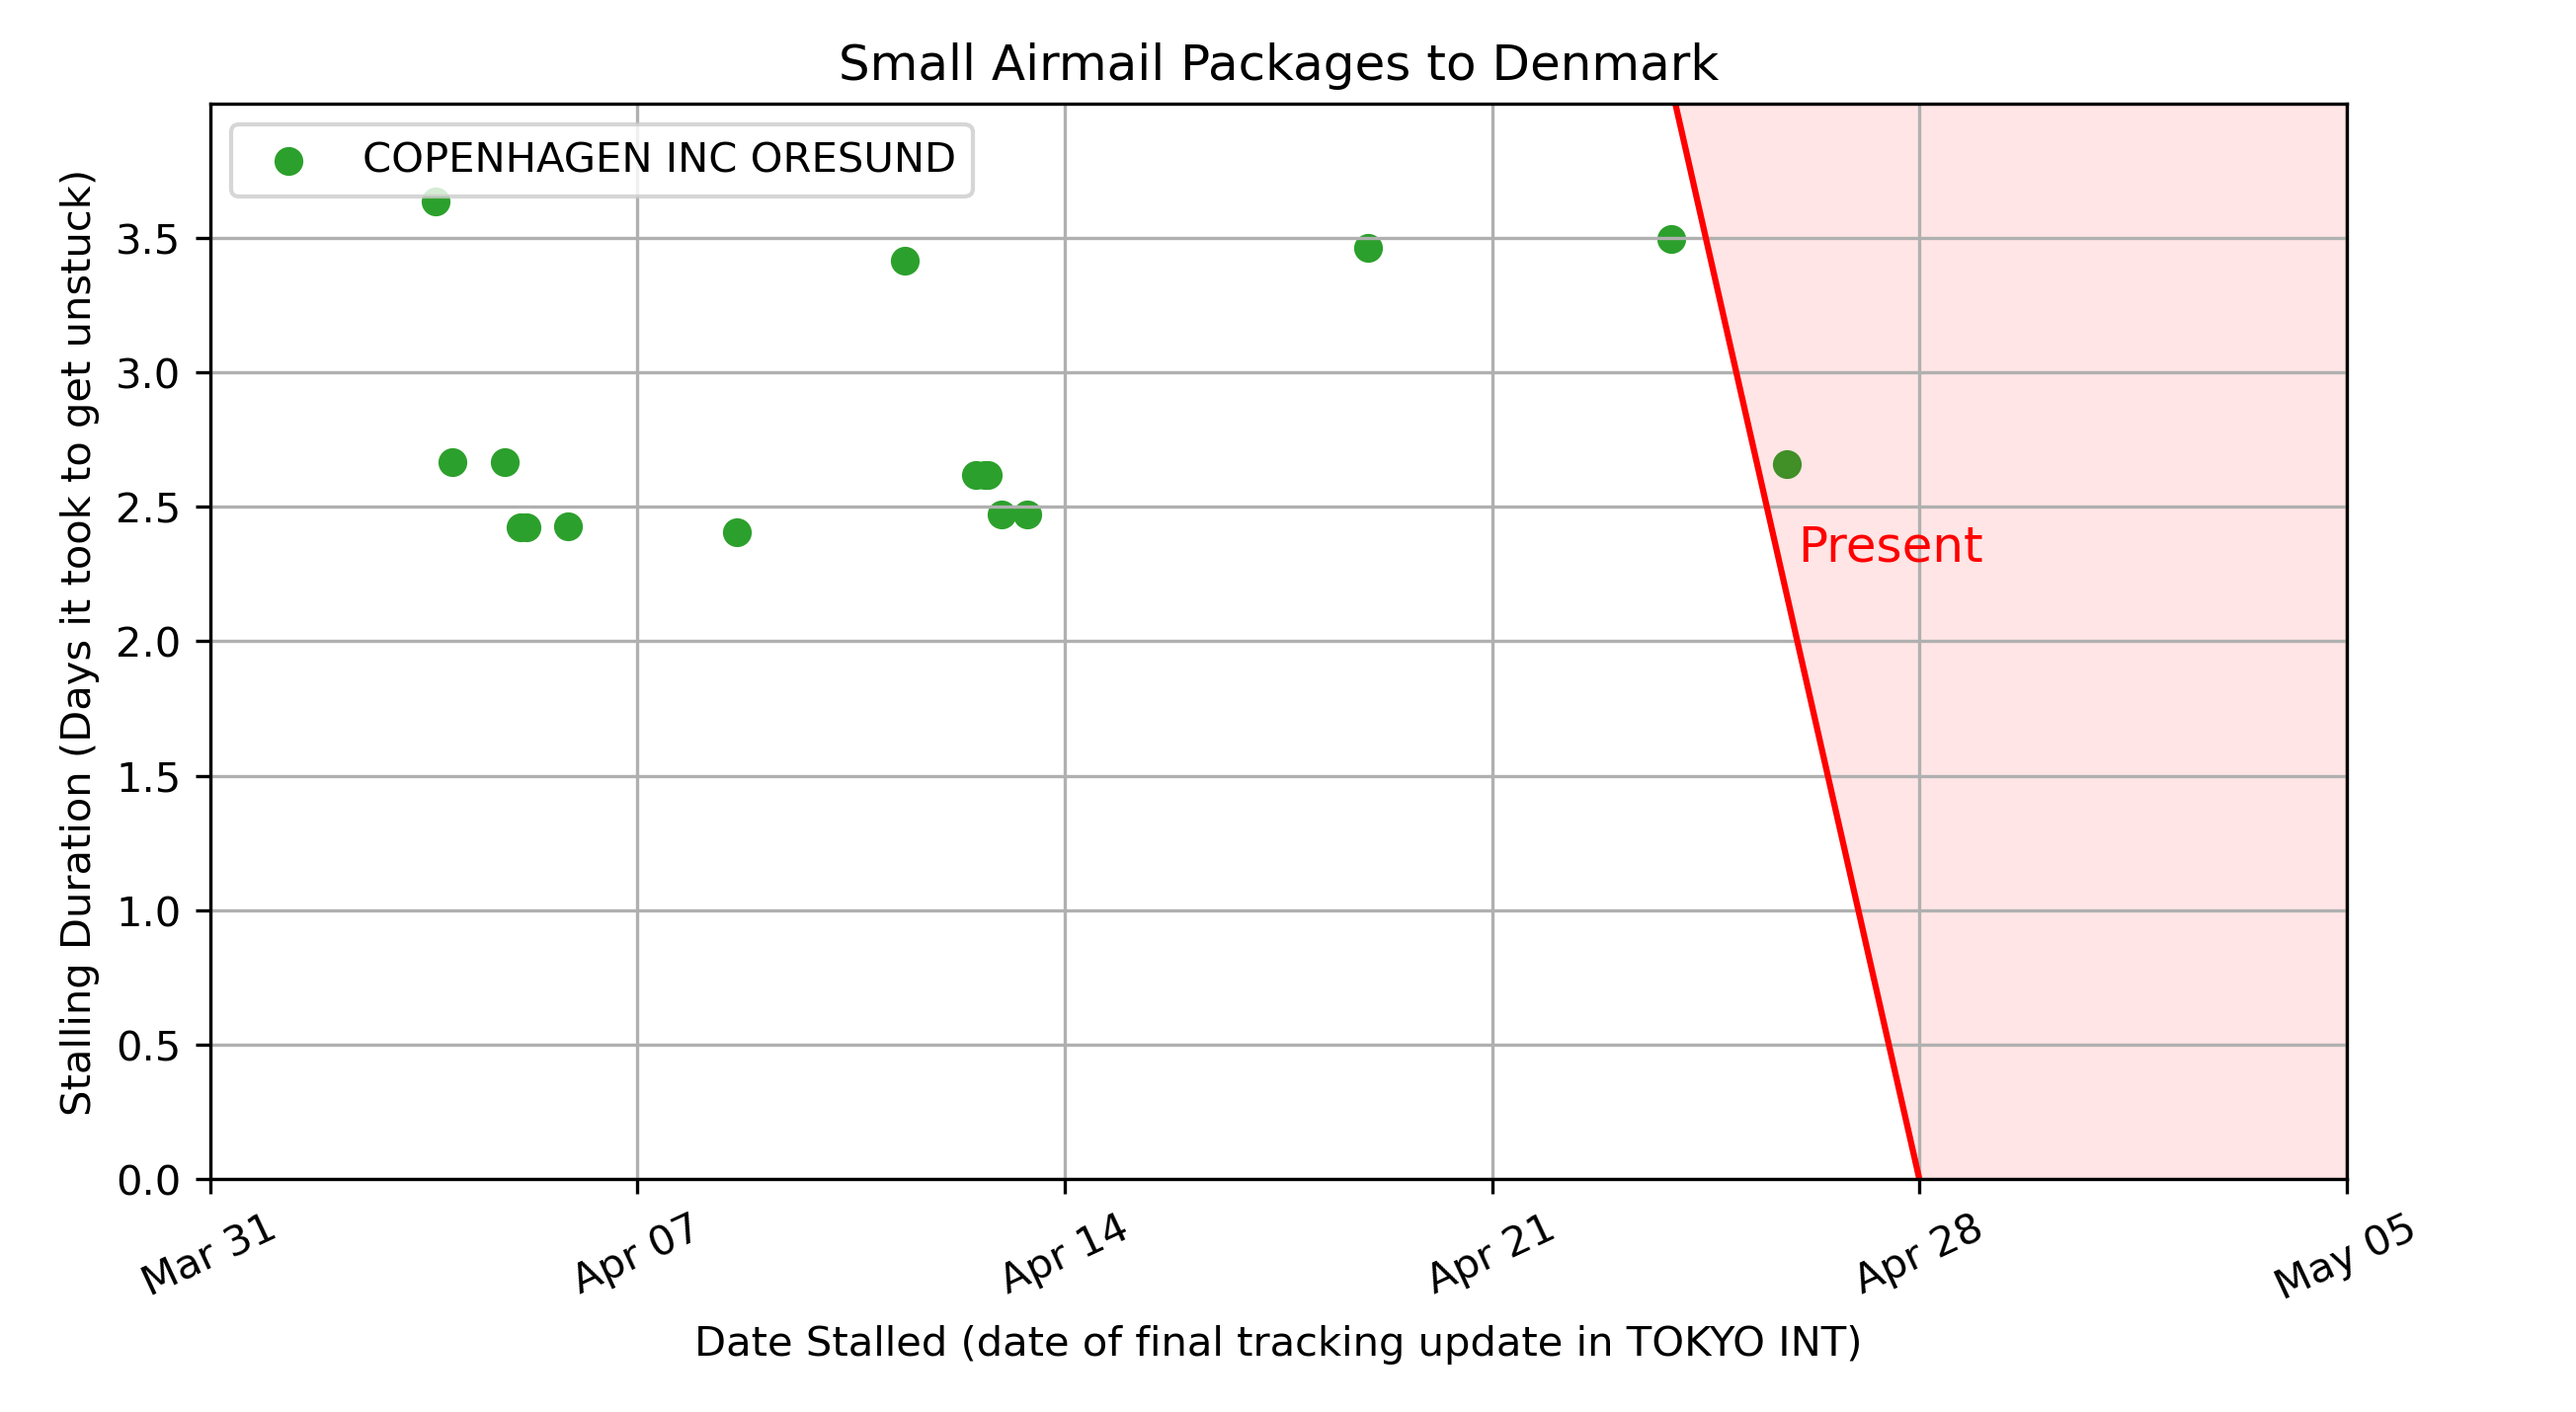 Small Airmail Packages to Denmark
COPENHAGEN INC ORESUND
Stalling Duration (Days it took to get unstuck)
3.5
3.0
2.5
2.0
1.5
1.0
0.5
0.0
Present
Mar 31
Apr 07
Apr 14
Apr 21
Apr 28
May 05
Date Stalled (date of final tracking update in TOKYO INT)